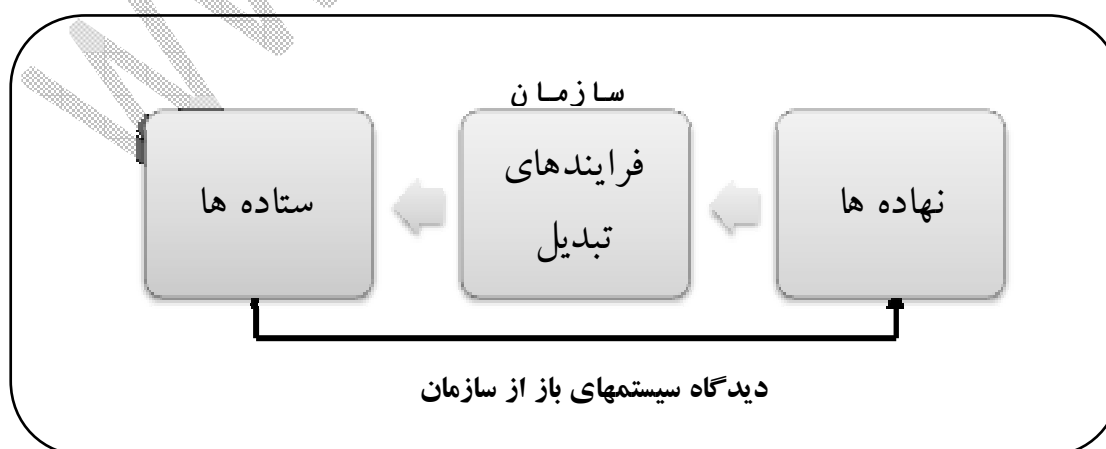 سازمان
نهاده ها
فرایندهای
تبدیل
ستاده ها
دیدگاه سیستمهای باز از سازمان